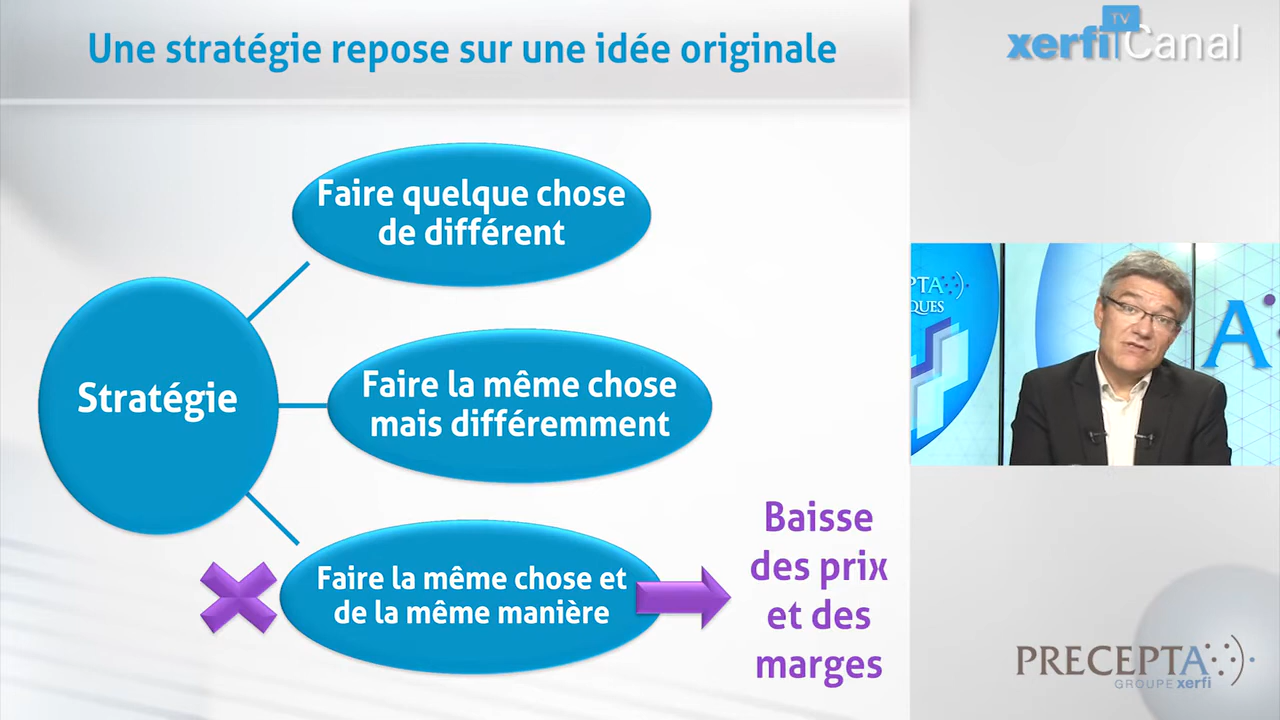 Une stratégie repose sur une idée originale
TV
xerfi Canal
Faire quelque chose
de différent
Stratégie
Faire la même chose
mais différemment
Faire la même chose et
de la même manière
Baisse
des prix
et des
marges
PTA
QUES
A
PRECEPTA
GROUPE xerfi